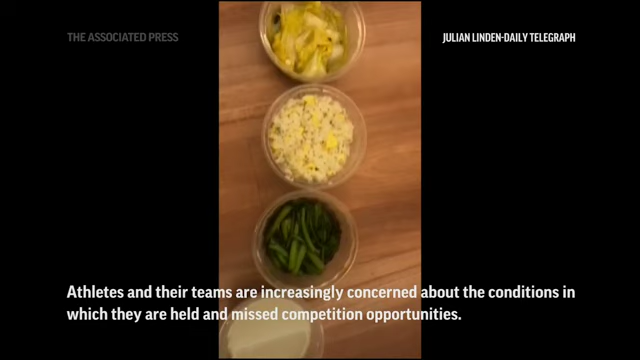 THE ASSOCIATED PRESS
JULIAN LINDEN-DAILY TELEGRAPH
Athletes and their teams are increasingly concerned about the conditions in
which they are held and missed competition opportunities.